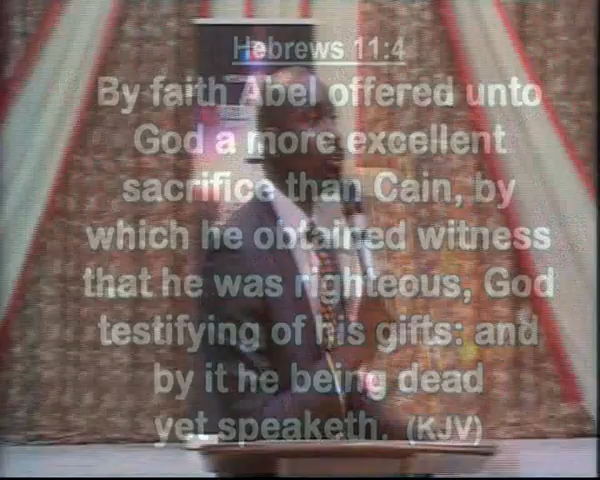 Hebrews 11:4
By faith Abel offered unto
God a more excellent
sacrifice than Cain, by
which he obtained witness
that he was righteous, God
testifying of his gifts: and
by it he being dead
yet speaketh. (KJV)